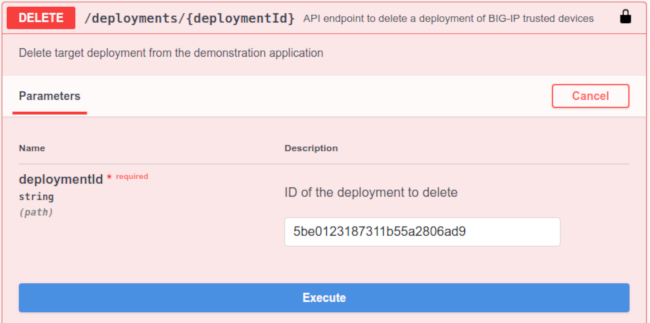 DELETE /deployments/{deploymentId} API endpoint to delete a deployment of BIG-IP trusted devices
Delete target deployment from the demonstration application
Parameters Cancel
Name Description
deploymentId * required
string
(path)
ID of the deployment to delete
5be0123187311b55a2806ad9
Execute